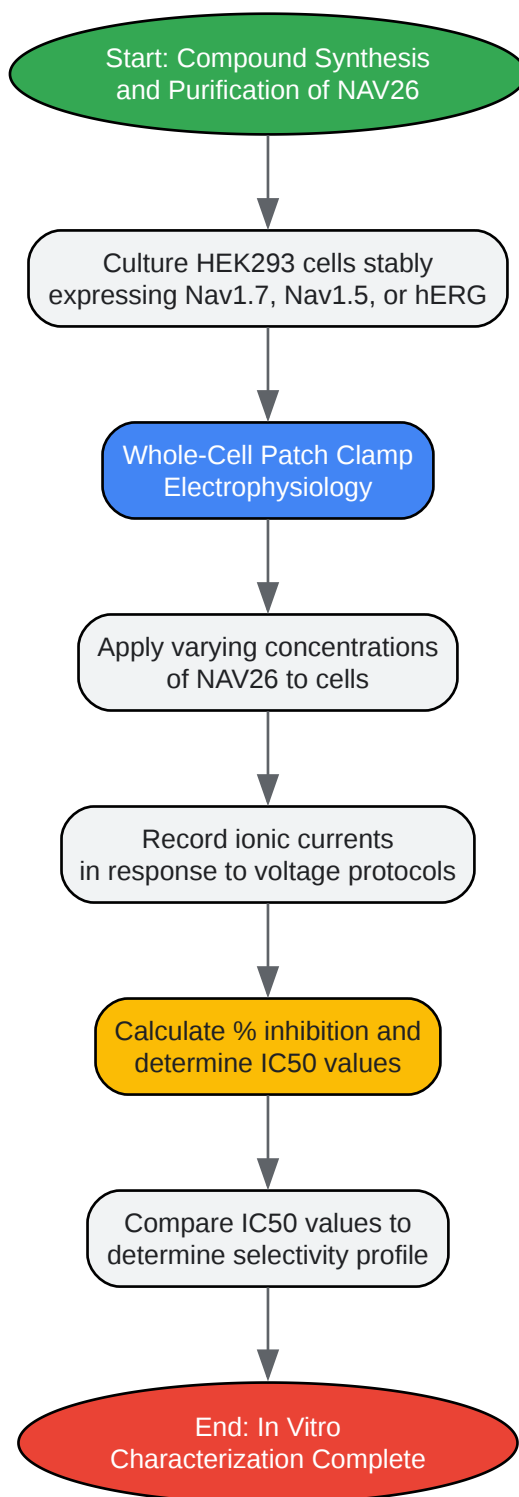 Start: Compound Synthesis
and Purification of NAV26
Culture HEK293 cells stably
expressing Nav1.7, Nav1.5, or hERG
Whole-Cell Patch Clamp
Electrophysiology
Apply varying concentrations
of NAV26 to cells
Record ionic currents
in response to voltage protocols
Calculate % inhibition and
determine IC50 values
Compare IC50 values to
determine selectivity profile
End: In Vitro
Characterization Complete